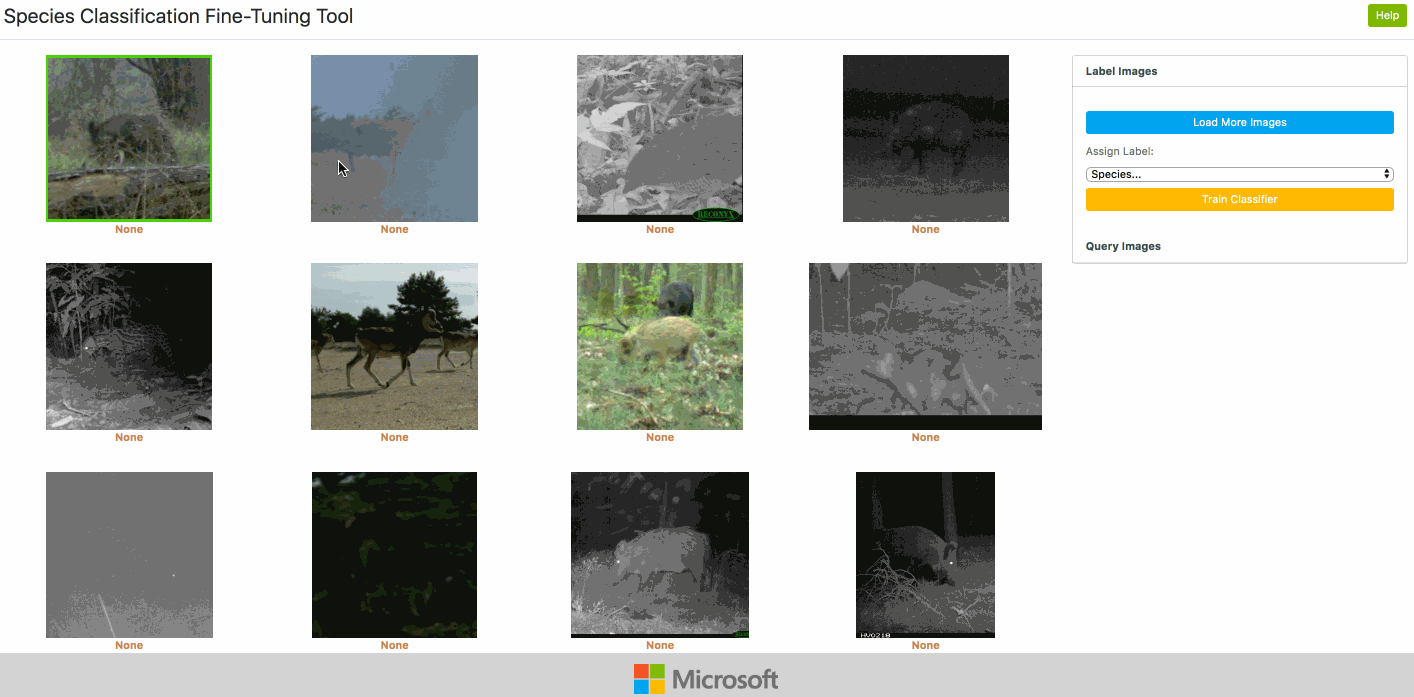 Species Classification Fine-Tuning Tool
Help
Label Images
Load More Images
Assign Label:
Species...
Train Classifier
Query Images
RECONYX
None
None
None
None
None
None
None
None
HV0218
None
None
None
None
Microsoft